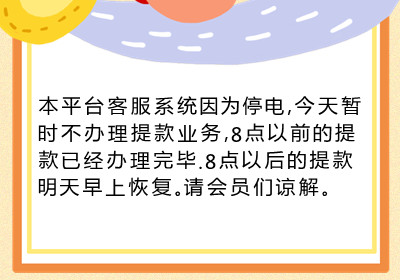 本平台客服系统因为停电,今天暂
时不办理提款业务,8点以前的提
款已经办理完毕.8点以后的提款
明天早上恢复。请会员们谅解。